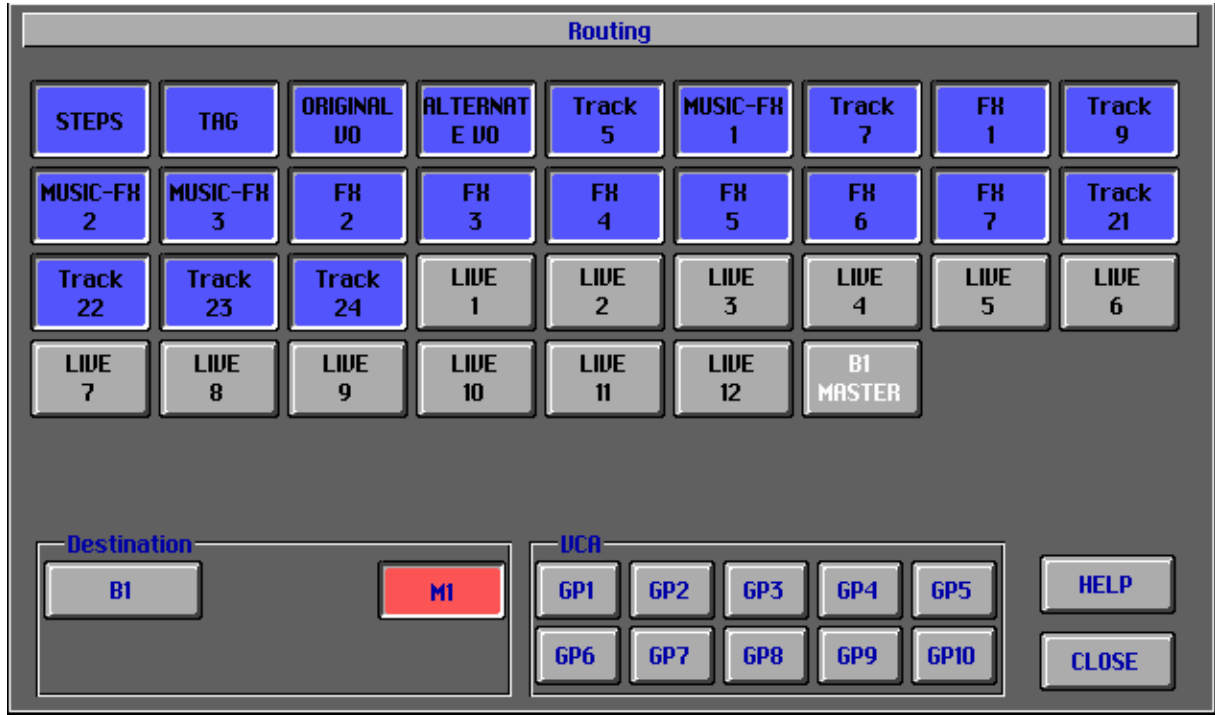 Routing
STEPS TAG ORIGINAL ALTERNAT Track MUSIC-FX Track FX Track
VO E VO 5 1 7 1 9
MUSIC-FX MUSIC-FX FX FX FX FX FX FX Track
2 3 2 3 4 5 6 7 21
Track Track Track LIVE LIVE LIVE LIVE LIVE LIVE
22 23 24 1 2 3 4 5 6
LIVE LIVE LIVE LIVE LIVE LIVE B1
7 8 9 10 11 12 MASTER
Destination VCA
B1 M1 GP1 GP2 GP3 GP4 GP5 HELP
GP6 GP7 GP8 GP9 GP10 CLOSE